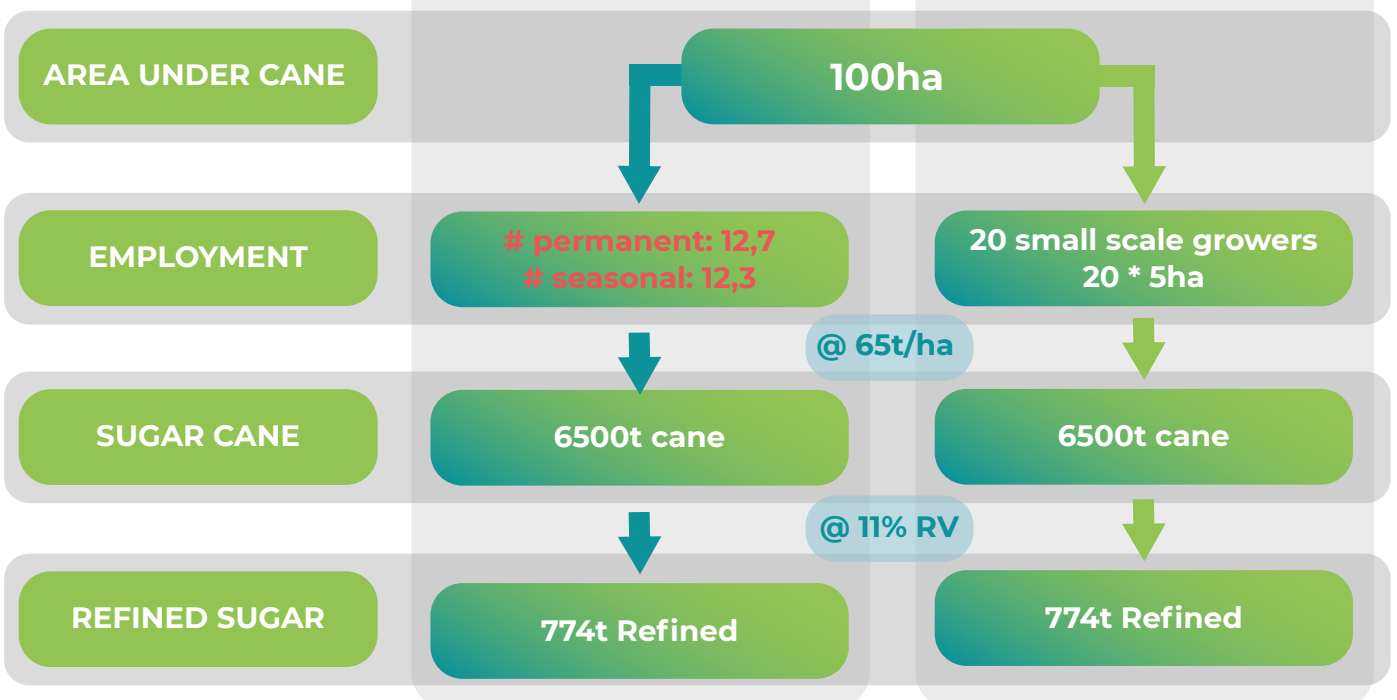 AREA UNDER CANE
100ha
EMPLOYMENT
# permanent: 12,7
# seasonal: 12,3
20 small scale growers
20 * 5ha
@ 65t/ha
SUGAR CANE
6500t cane
6500t cane
@ 11% RV
REFINED SUGAR
774t Refined
774t Refined